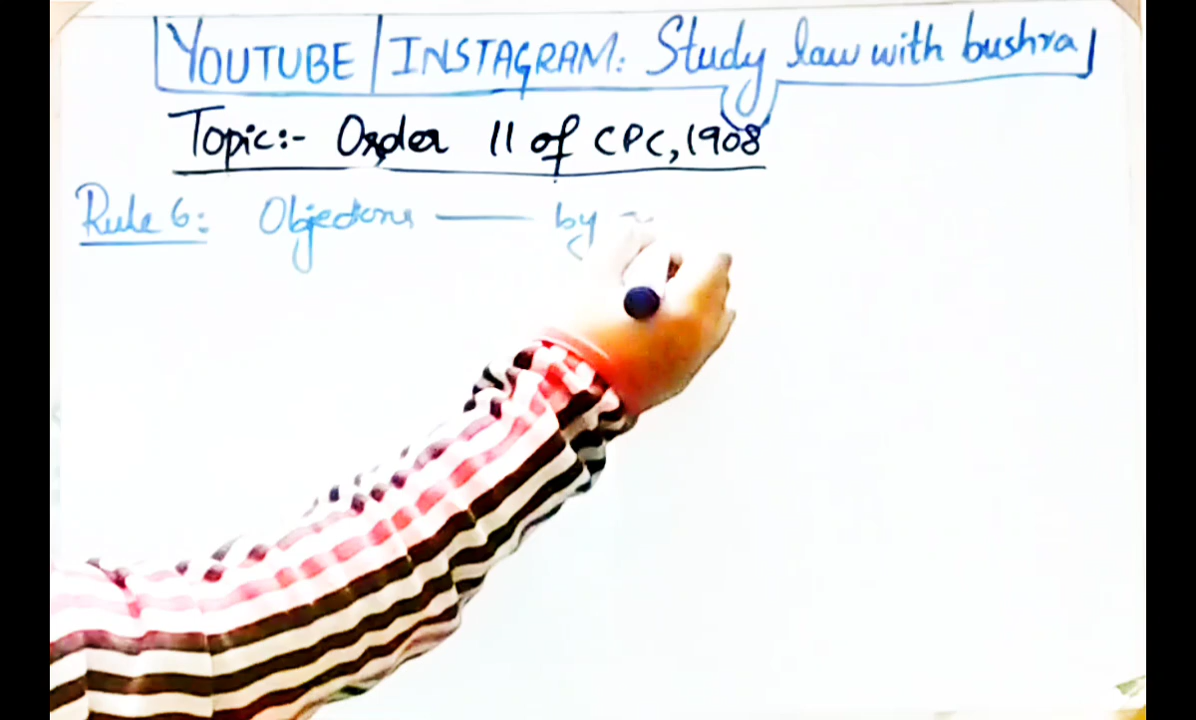 YOUTUBE | INSTAGRAM: Study law with bushra
Topic:- Order 11 of CPC, 1908
Rule 6: Objections —— by